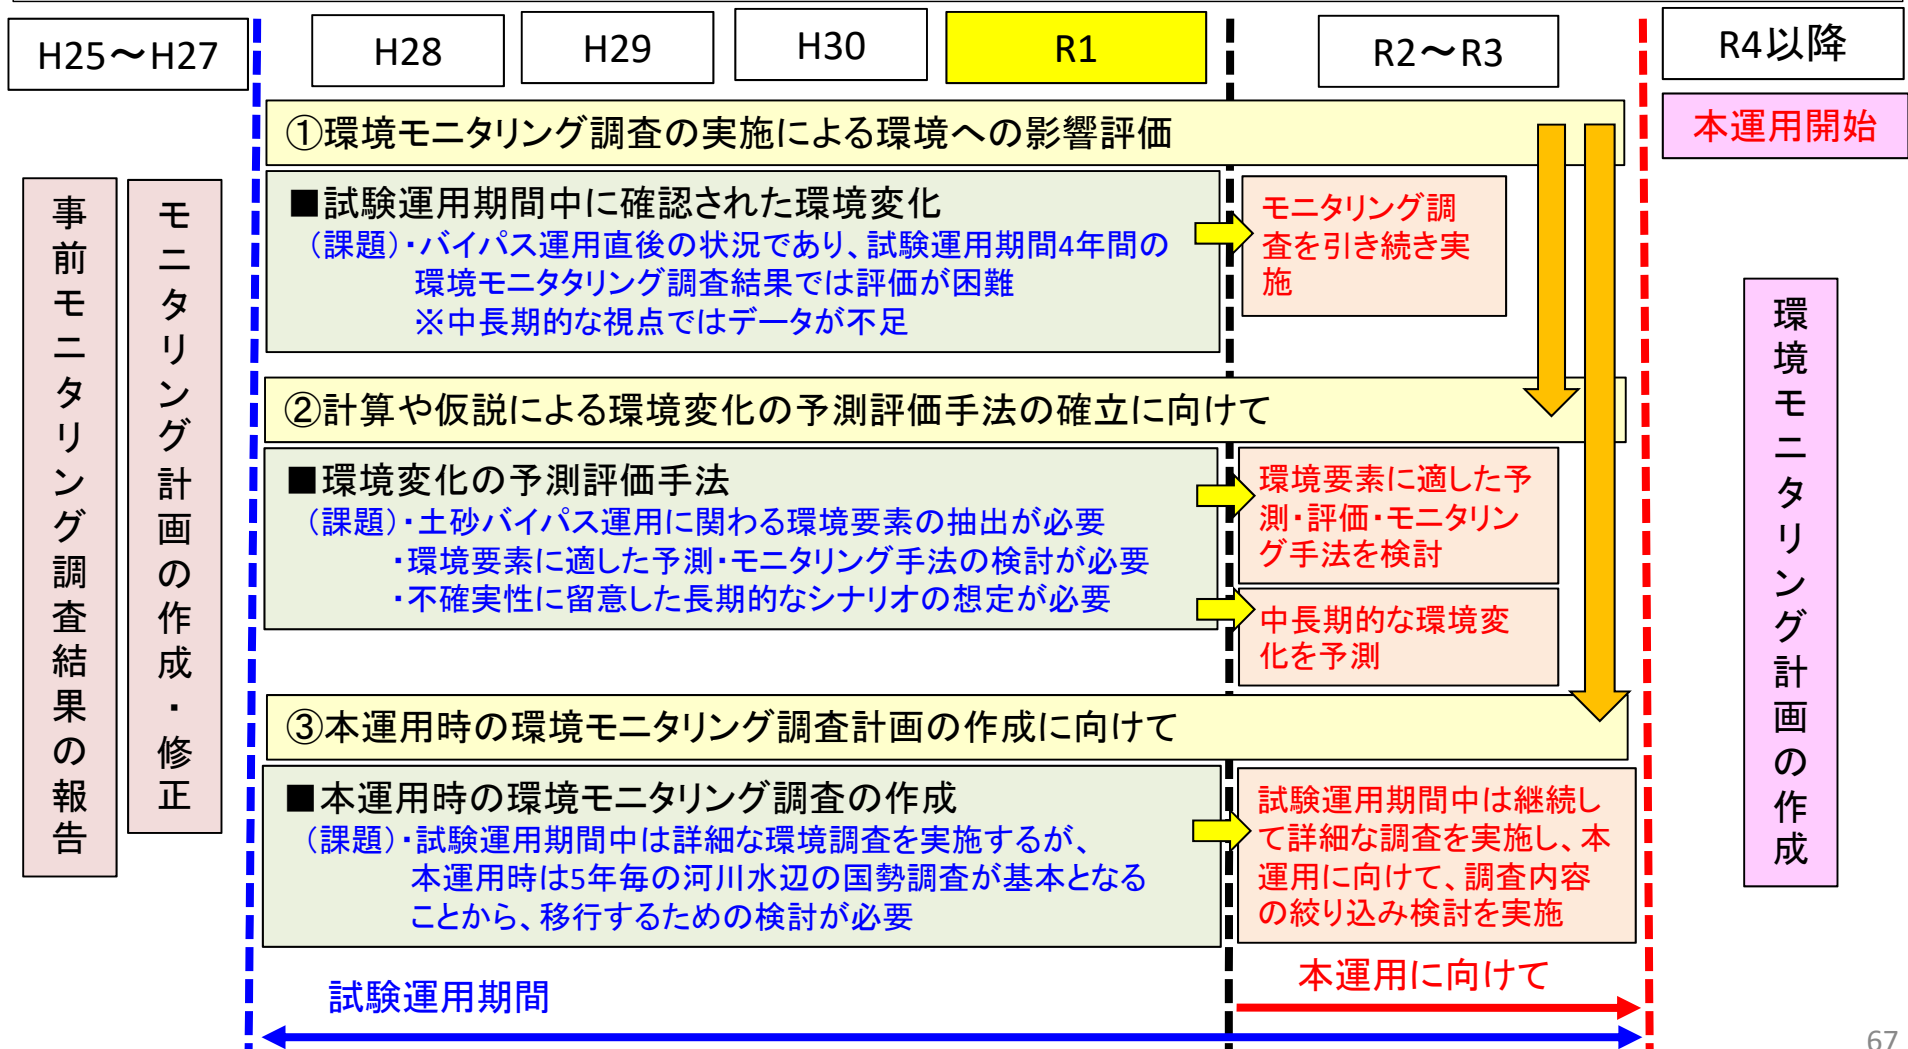 H25～H27
H28
H29
H30
R1
R2～R3
R4以降
本運用開始
事前モニタリング調査結果の報告
モニタリング計画の作成・修正
①環境モニタリング調査の実施による環境への影響評価
■試験運用期間中に確認された環境変化
（課題）・バイパス運用直後の状況であり、試験運用期間4年間の
環境モニタタリング調査結果では評価が困難
※中長期的な視点ではデータが不足
モニタリング調
査を引き続き実
施
②計算や仮説による環境変化の予測評価手法の確立に向けて
■環境変化の予測評価手法
（課題）・土砂バイパス運用に関わる環境要素の抽出が必要
・環境要素に適した予測・モニタリング手法の検討が必要
・不確実性に留意した長期的なシナリオの想定が必要
環境要素に適した予
測・評価・モニタリン
グ手法を検討
中長期的な環境変
化を予測
③本運用時の環境モニタリング調査計画の作成に向けて
■本運用時の環境モニタリング調査の作成
（課題）・試験運用期間中は詳細な環境調査を実施するが、
本運用時は5年毎の河川水辺の国勢調査が基本となる
ことから、移行するための検討が必要
試験運用期間中は継続し
て詳細な調査を実施し、本
運用に向けて、調査内容
の絞り込み検討を実施
環境モニタリング計画の作成
本運用に向けて
試験運用期間
67